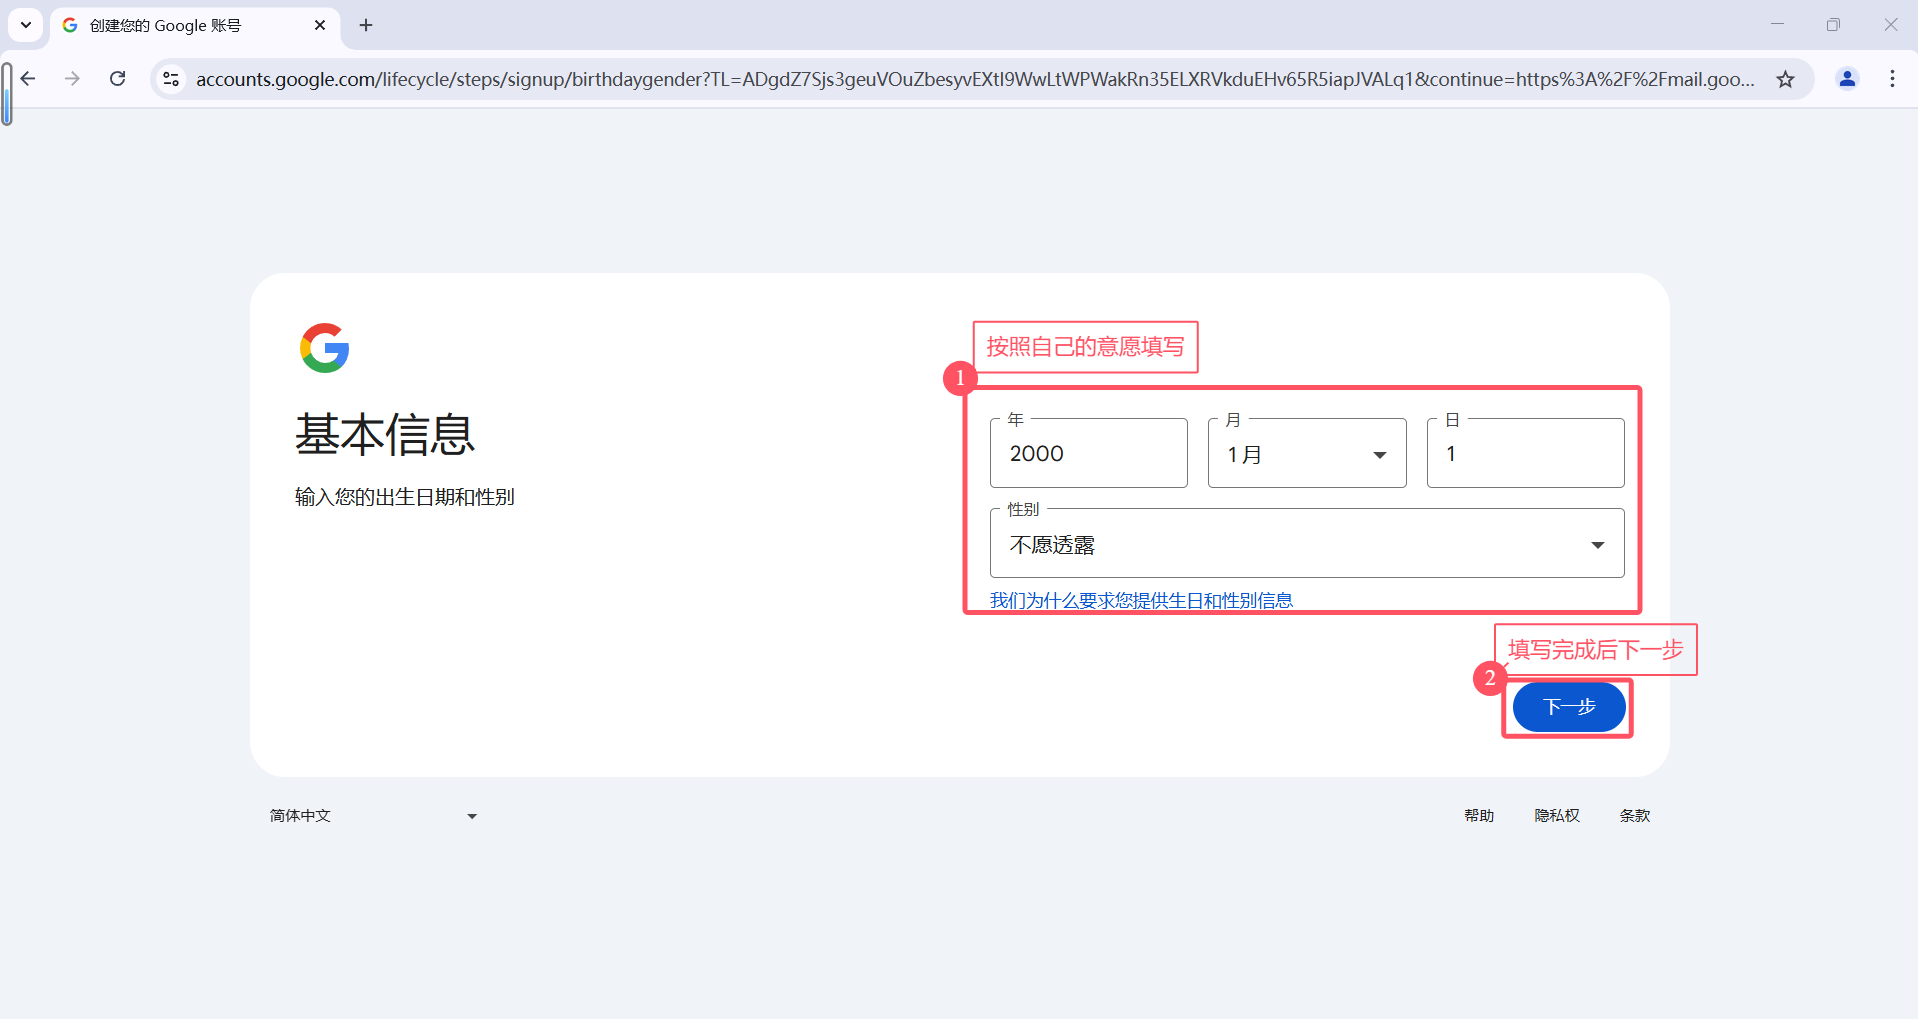 创建您的 Google 账号
accounts.google.com/lifecycle/steps/signup/birthdaygender?TL=ADgdZ7Sjs3geuVOuZbesyvEXtI9WwLtWPWakRn35ELXRVkduEHv65R5iapJVALq1&continue=https%3A%2F%2Fmail.goo...
按照自己的意愿填写
1
基本信息
输入您的出生日期和性别
年
月
日
2000
1 月
1
性别
不愿透露
我们为什么要求您提供生日和性别信息
填写完成后下一步
2
下一步
简体中文
帮助
隐私权
条款